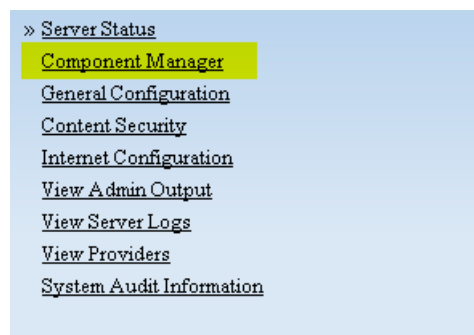 » Server Status
Component Manager
General Configuration
Content Security
Internet Configuration
View Admin Output
View Server Logs
View Providers
System Audit Information